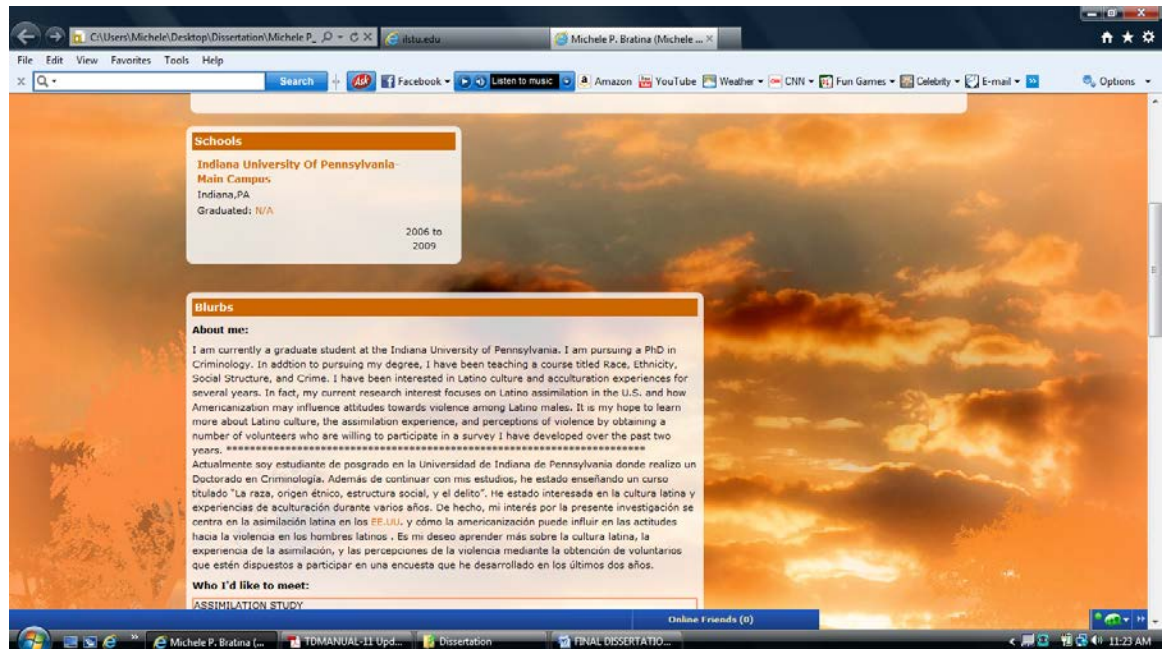 C:\Users\Michele\Desktop\Dissertation\Michele P_
ilstu.edu
Michele P. Bratina (Michele ...
File Edit View Favorites Tools Help
Search
Ask
Facebook
Listen to music
Amazon
YouTube
Weather
CNN
Fun Games
Celebrity
E-mail
Options
Schools
Indiana University Of Pennsylvania-
Main Campus
Indiana,PA
Graduated: N/A
2006 to
2009
Blurbs
About me:
I am currently a graduate student at the Indiana University of Pennsylvania. I am pursuing a PhD in
Criminology. In addtion to pursuing my degree, I have been teaching a course titled Race, Ethnicity,
Social Structure, and Crime. I have been interested in Latino culture and acculturation experiences for
several years. In fact, my current research interest focuses on Latino assimilation in the U.S. and how
Americanization may influence attitudes towards violence among Latino males. It is my hope to learn
more about Latino culture, the assimilation experience, and perceptions of violence by obtaining a
number of volunteers who are willing to participate in a survey I have developed over the past two
years. **********************************************************************
Actualmente soy estudiante de posgrado en la Universidad de Indiana de Pennsylvania donde realizo un
Doctorado en Criminología. Además de continuar con mis estudios, he estado enseñando un curso
titulado "La raza, origen étnico, estructura social, y el delito". He estado interesada en la cultura latina y
experiencias de aculturación durante varios años. De hecho, mi interés por la presente investigación se
centra en la asimilación latina en los EE.UU. y cómo la americanización puede influir en las actitudes
hacia la violencia en los hombres latinos . Es mi deseo aprender más sobre la cultura latina, la
experiencia de la asimilación, y las percepciones de la violencia mediante la obtención de voluntarios
que estén dispuestos a participar en una encuesta que he desarrollado en los últimos dos años.
Who I'd like to meet:
ASSIMILATION STUDY
Online Friends (0)
Michele P. Bratina (...
TDMANUAL-11 Upd...
Dissertation
FINAL DISSERTATIO...
11:23 AM